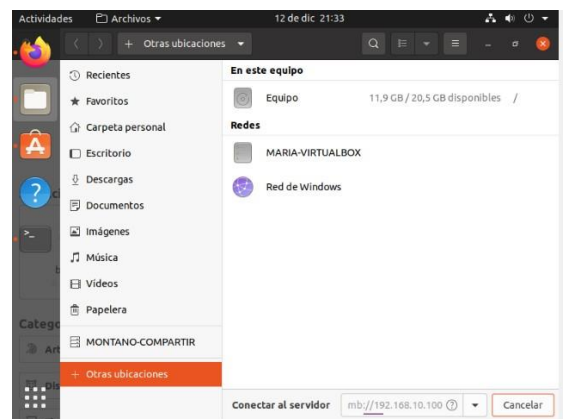 Actividades Archivos 12 de dic 21:33
+ Otras ubicaciones
Recientes
Favoritos
Carpeta personal
Escritorio
Descargas
Documentos
Imágenes
Música
Vídeos
Papelera
MONTANO-COMPARTIR
+ Otras ubicaciones
En este equipo
Equipo 11,9 GB / 20,5 GB disponibles /
Redes
MARIA-VIRTUALBOX
Red de Windows
Conectar al servidor mb://192.168.10.100 Cancelar
Catego
Art